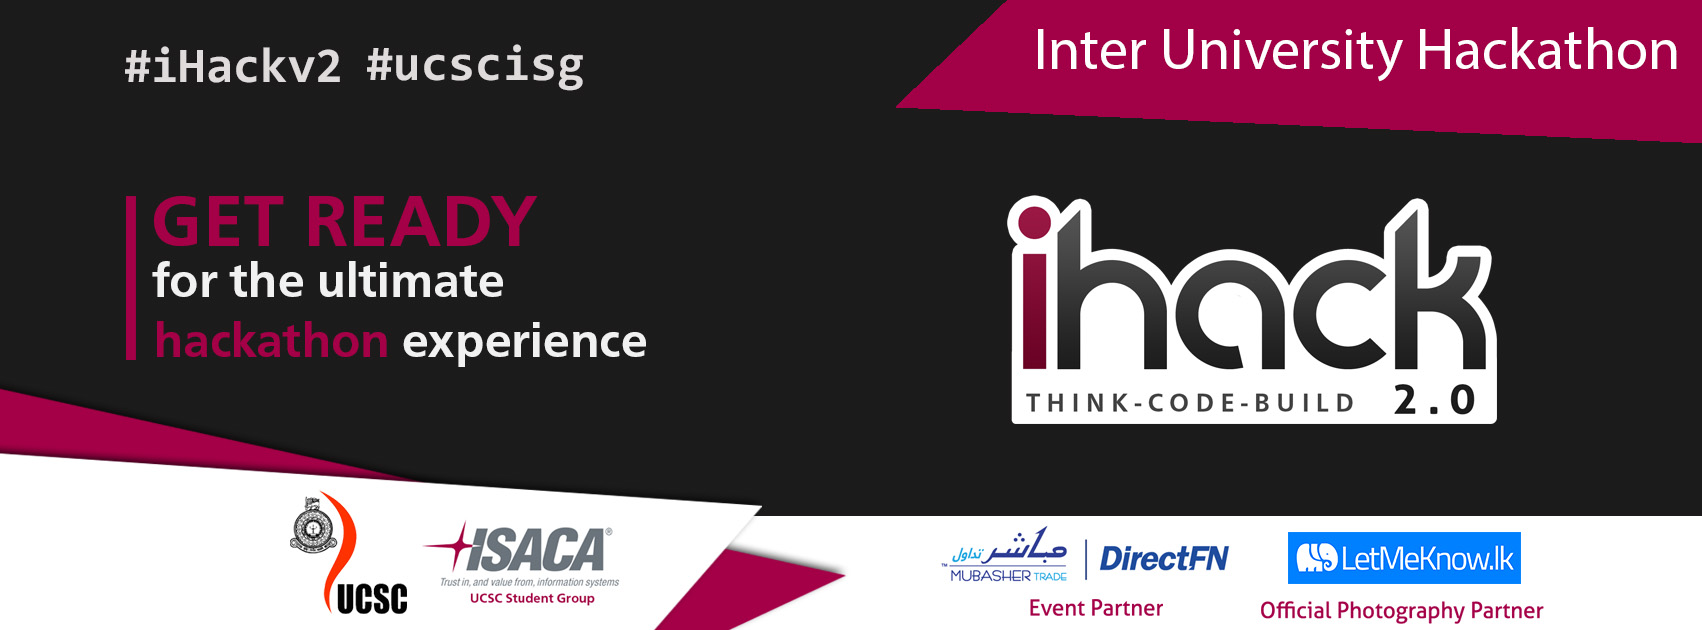 #iHackv2 #ucscisg
Inter University Hackathon
GET READY
for the ultimate
hackathon experience
ihack
THINK-CODE-BUILD 2.0
UCSC
ISACA®
Trust in, and value from, information systems
UCSC Student Group
مباشر تداول
™ MUBASHER TRADE
DirectFN
Event Partner
LetMeKnow.lk
Official Photography Partner